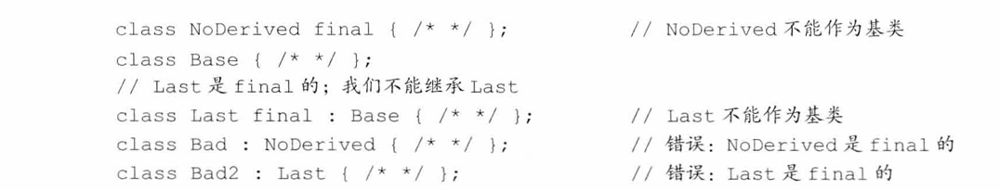 class NoDerived final { /* */ }; // NoDerived 不能作为基类
class Base { /* */ };
// Last 是 final 的；我们不能继承 Last
class Last final : Base { /* */ }; // Last 不能作为基类
class Bad : NoDerived { /* */ }; // 错误：NoDerived 是 final 的
class Bad2 : Last { /* */ }; // 错误：Last 是 final 的